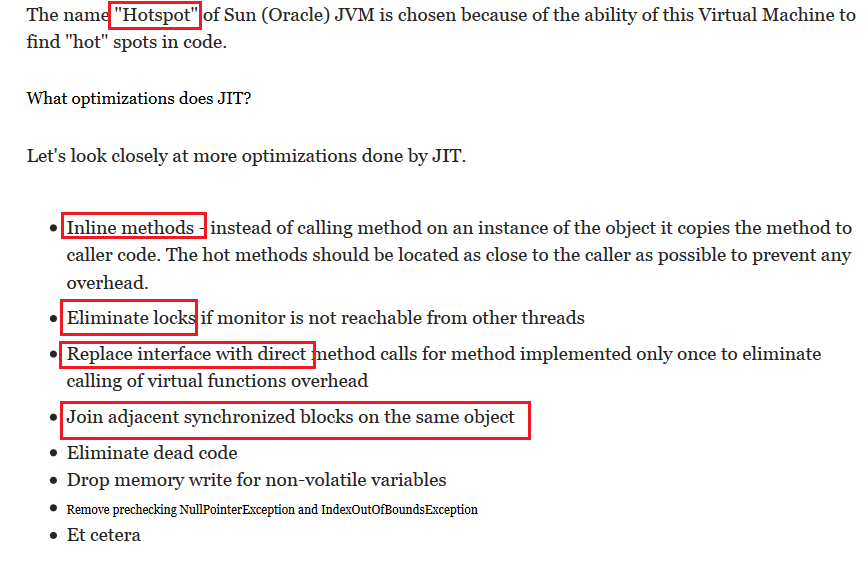 The name "Hotspot" of Sun (Oracle) JVM is chosen because of the ability of this Virtual Machine to
find "hot" spots in code.
What optimizations does JIT?
Let's look closely at more optimizations done by JIT.
• Inline methods - instead of calling method on an instance of the object it copies the method to
caller code. The hot methods should be located as close to the caller as possible to prevent any
overhead.
• Eliminate locks if monitor is not reachable from other threads
• Replace interface with direct method calls for method implemented only once to eliminate
calling of virtual functions overhead
• Join adjacent synchronized blocks on the same object
• Eliminate dead code
• Drop memory write for non-volatile variables
• Remove prechecking NullPointerException and IndexOutOfBoundsException
• Et cetera